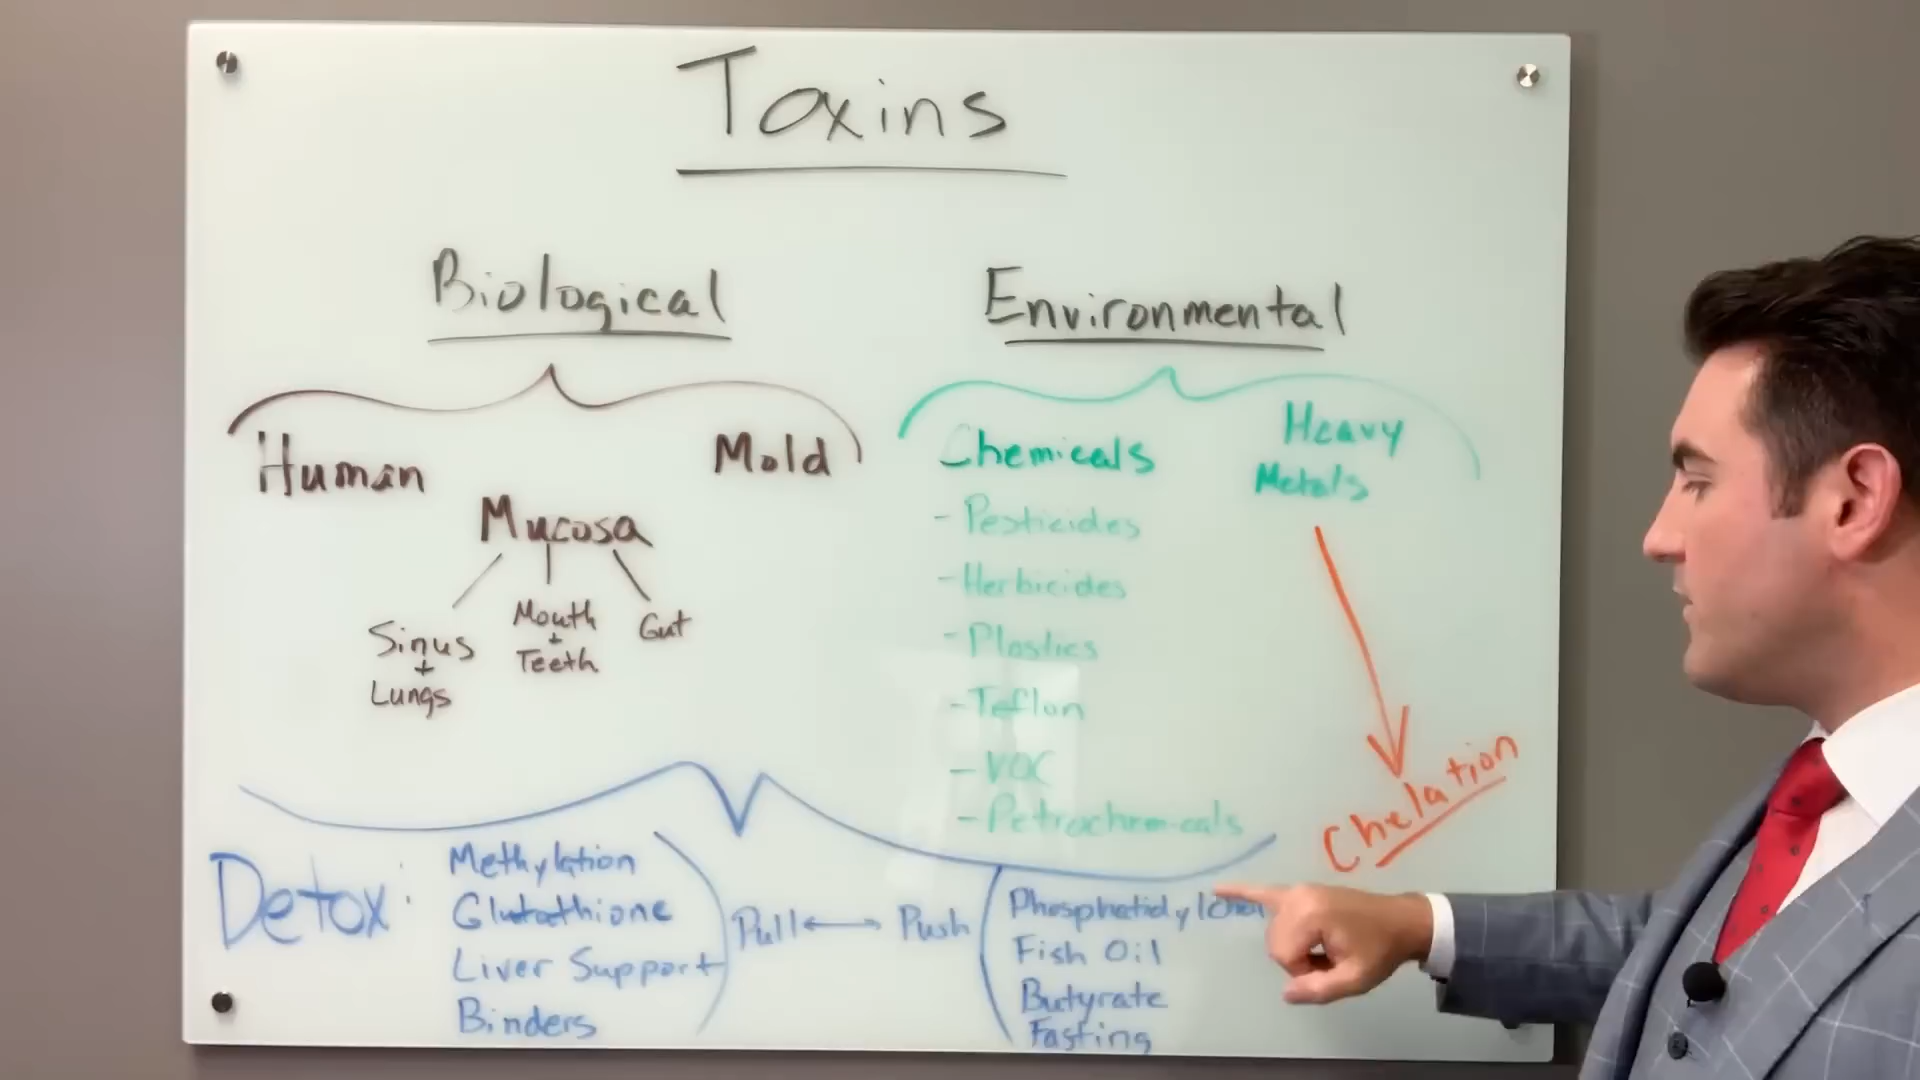 Toxins
Biological
Human
Mold
Mucosa
Sinus
+
Lungs
Mouth
+
Teeth
Gut
Environmental
Chemicals
- Pesticides
- Herbicides
- Plastics
- Teflon
- VOC
- Petrochemicals
Heavy
Metals
Chelation
Detox:
Methylation
Glutathione
Liver Support
Binders
Pull
Push
Fish Oil
Butyrate
Fasting